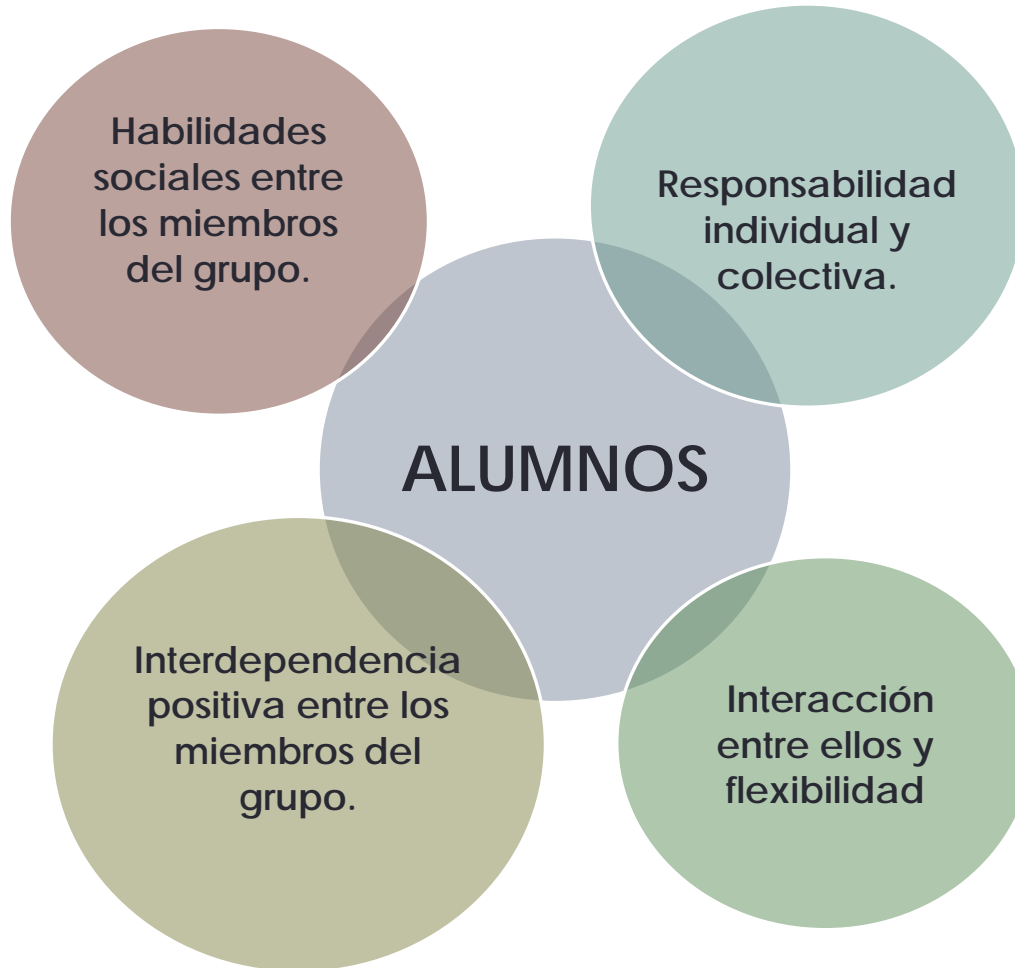 Habilidades
sociales entre
los miembros
del grupo.
Responsabilidad
individual y
colectiva.
ALUMNOS
Interdependencia
positiva entre los
miembros del
grupo.
Interacción
entre ellos y
flexibilidad